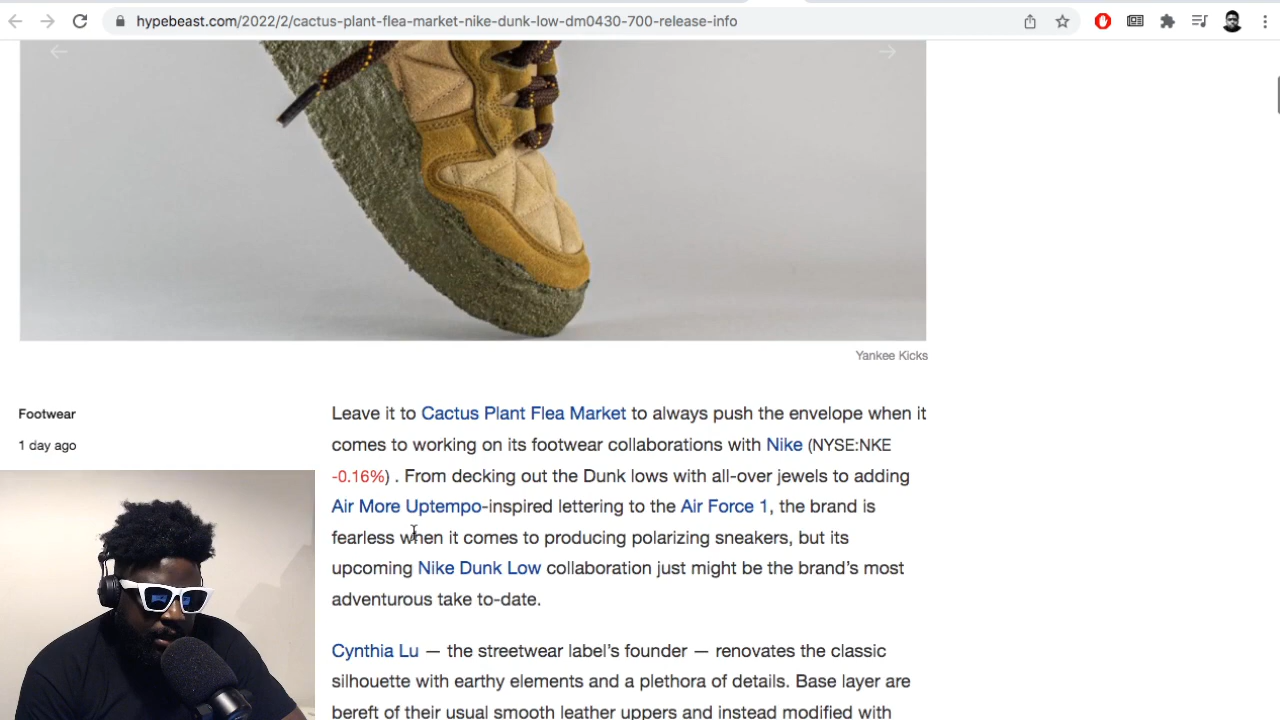 hypebeast.com/2022/2/cactus-plant-flea-market-nike-dunk-low-dm0430-700-release-info
Yankee Kicks
Footwear
1 day ago
Leave it to Cactus Plant Flea Market to always push the envelope when it
comes to working on its footwear collaborations with Nike (NYSE:NKE
-0.16%) . From decking out the Dunk lows with all-over jewels to adding
Air More Uptempo-inspired lettering to the Air Force 1, the brand is
fearless when it comes to producing polarizing sneakers, but its
upcoming Nike Dunk Low collaboration just might be the brand's most
adventurous take to-date.
Cynthia Lu — the streetwear label's founder — renovates the classic
silhouette with earthy elements and a plethora of details. Base layer are
bereft of their usual smooth leather uppers and instead modified with